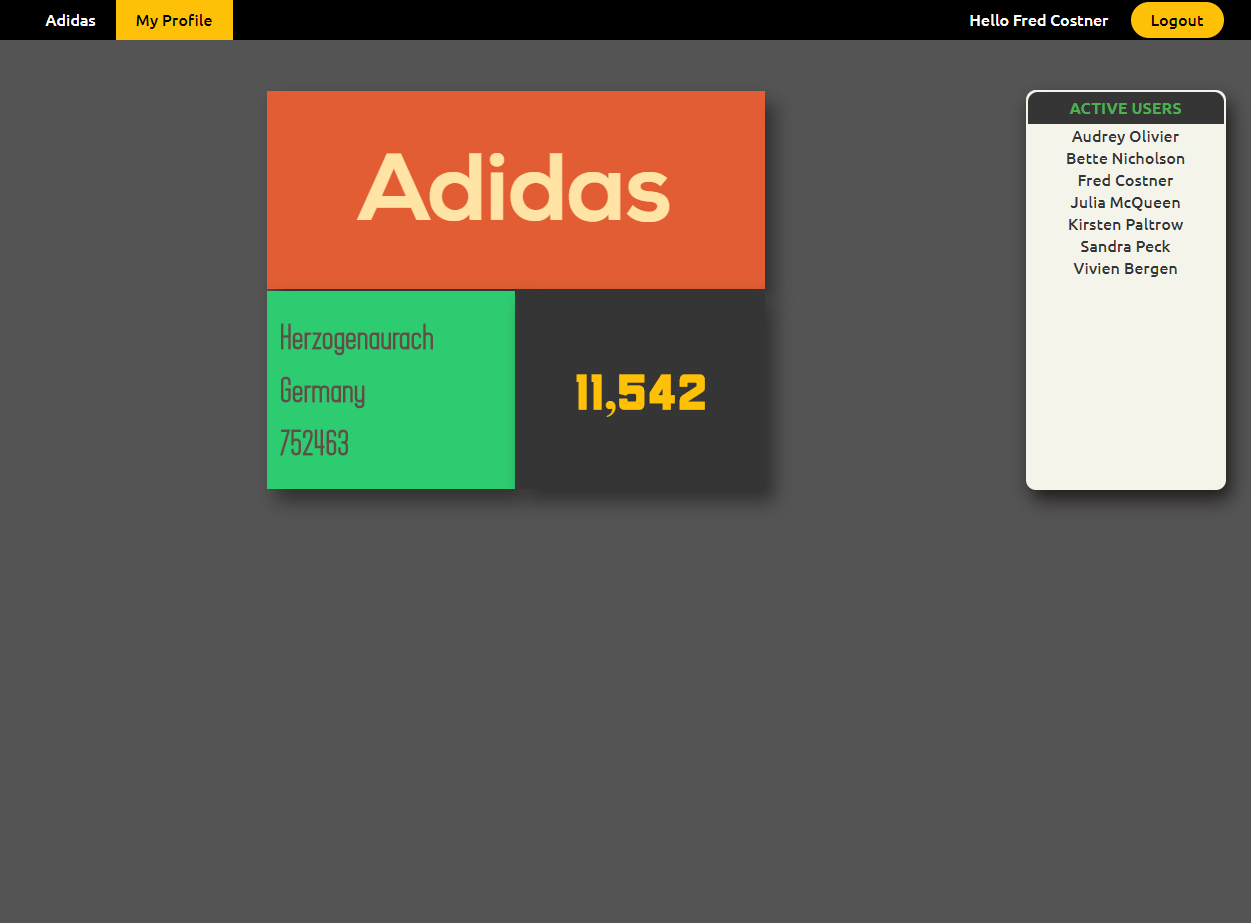 Adidas My Profile Hello Fred Costner Logout
Adidas
Herzogenaurach
Germany
752463
11,542
ACTIVE USERS
Audrey Olivier
Bette Nicholson
Fred Costner
Julia McQueen
Kirsten Paltrow
Sandra Peck
Vivien Bergen